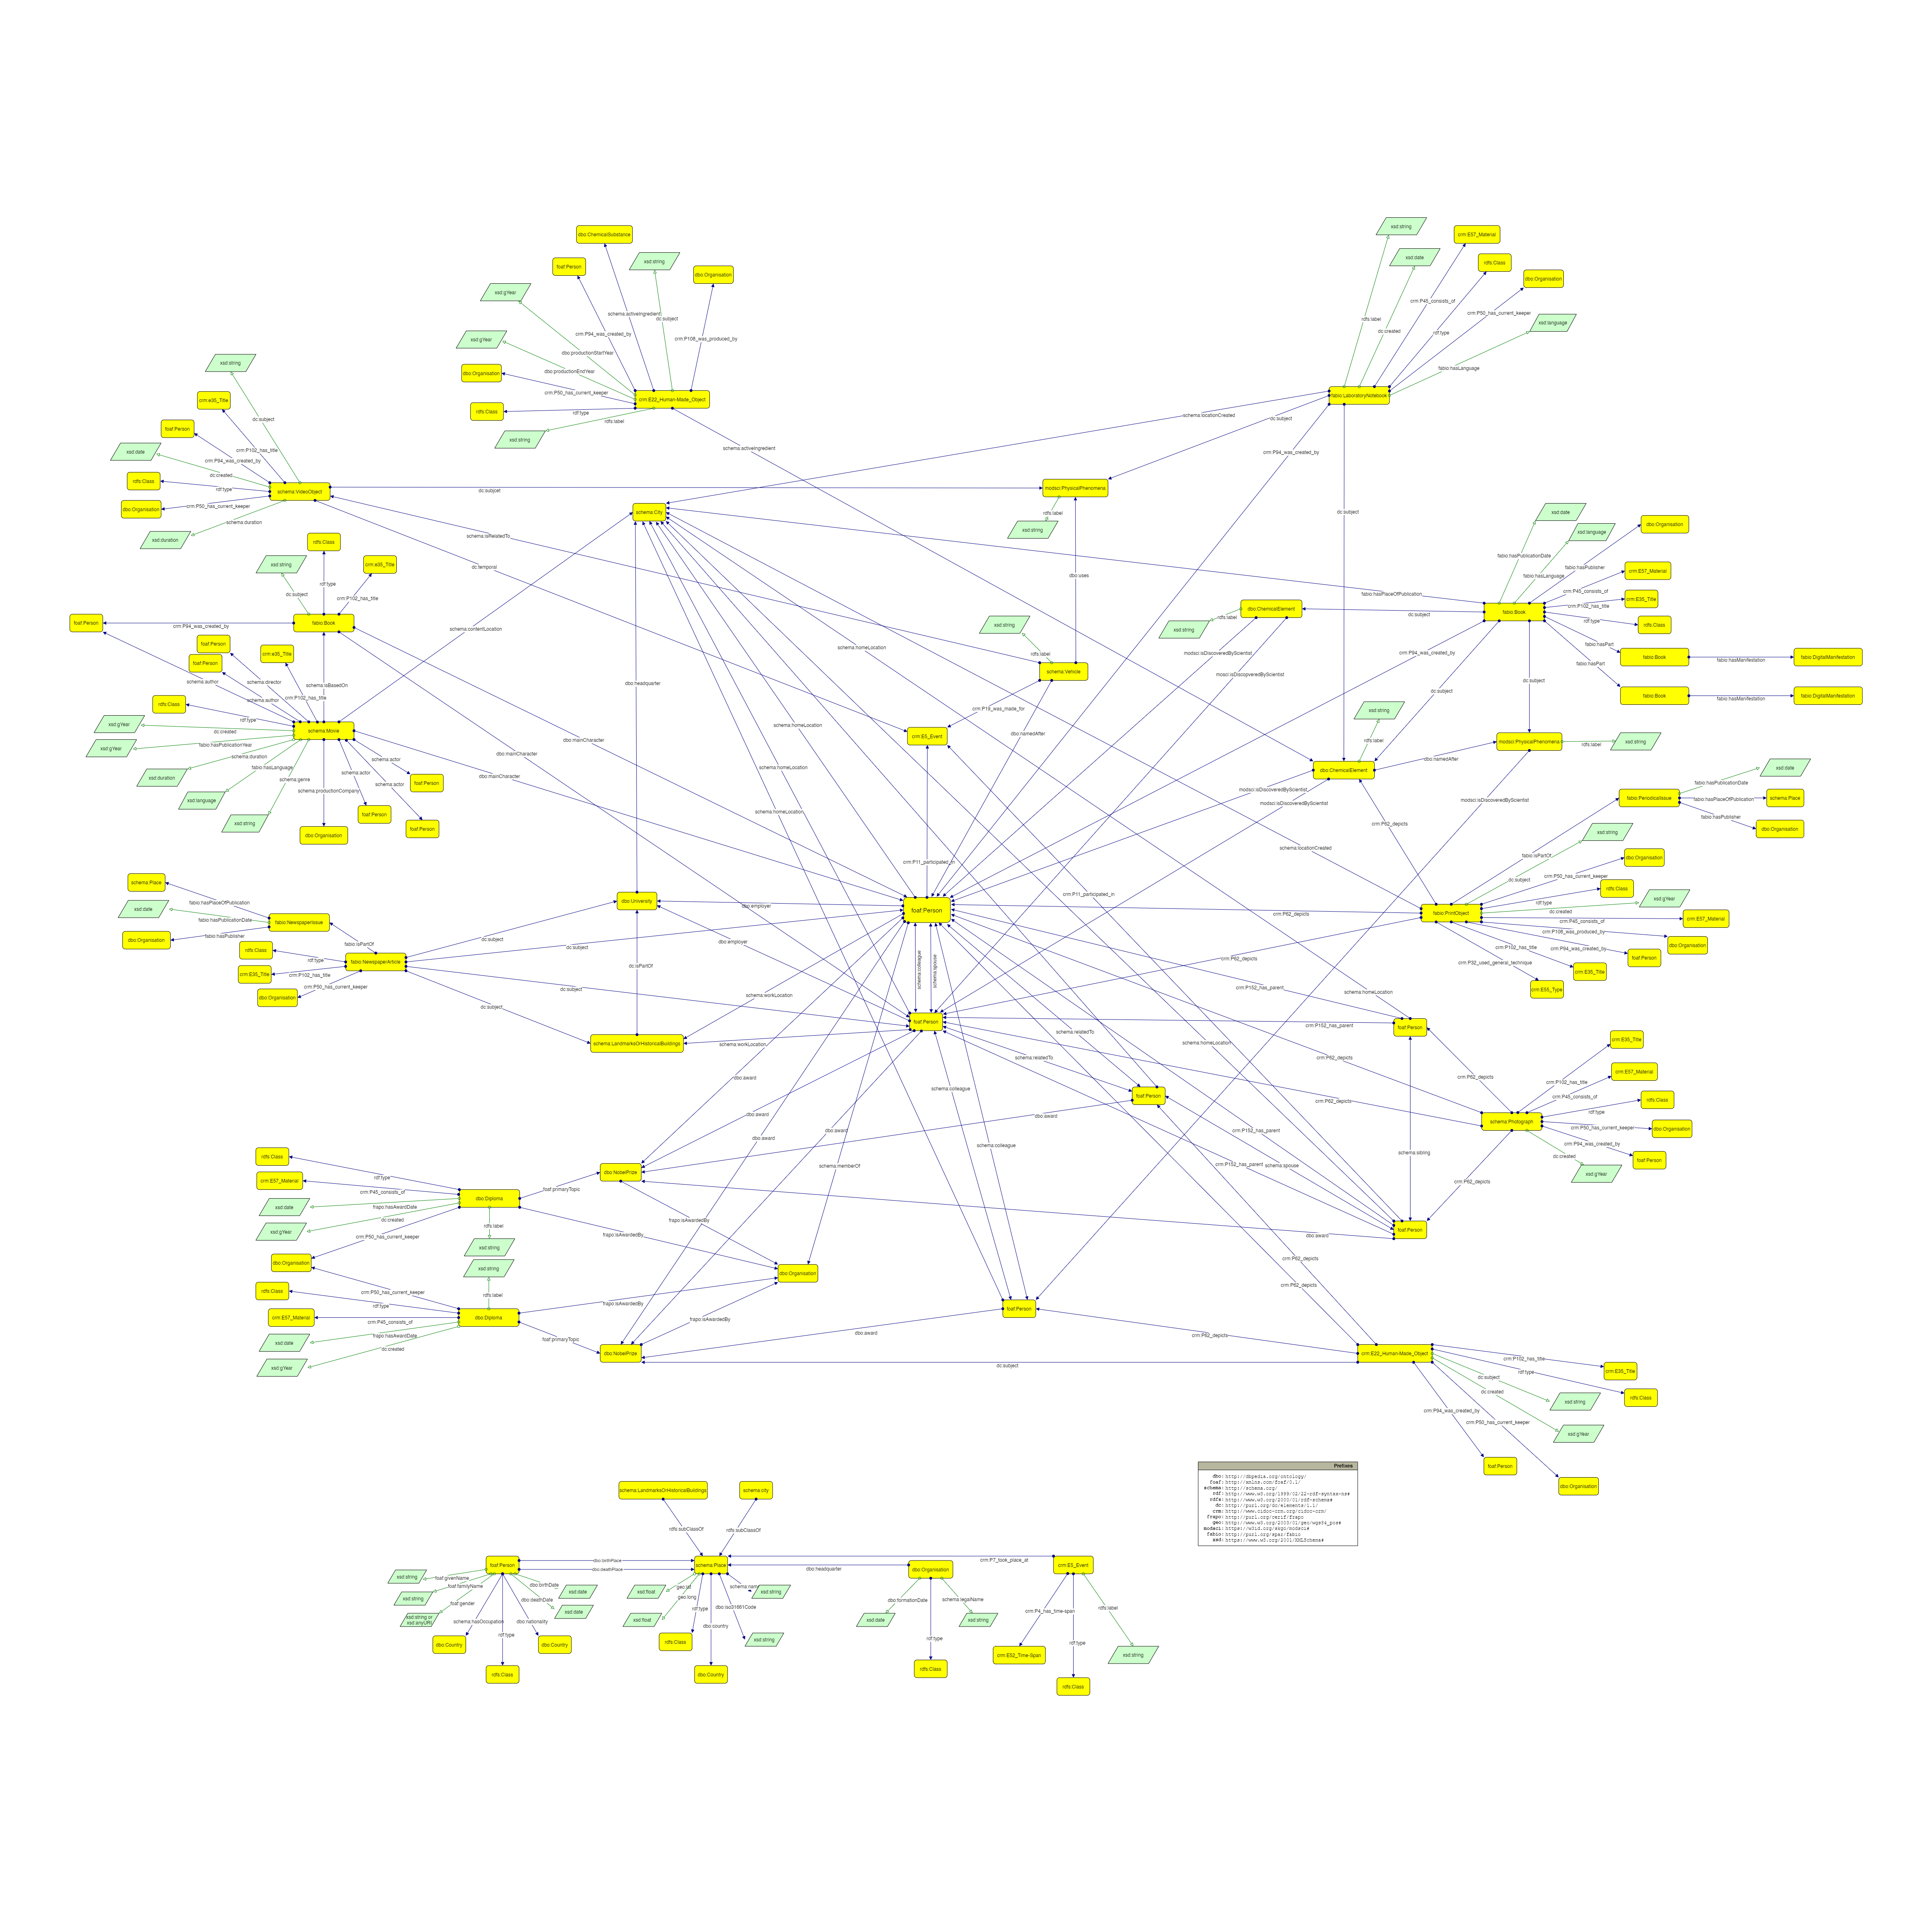 xsd:string
crm:E57_Material
dbo:ChemicalSubstance
xsd:string
xsd:date
rdfs:Class
foaf:Person
dbo:Organisation
dbo:Organisation
xsd:gYear
crm:P45_consists_of
schema:activeIngredient
dc:subject
rdfs:label
crm:P50_has_current_keeper
xsd:language
crm:P94_was_created_by
dc:created
rdf:type
xsd:gYear
crm:P108_was_produced_by
dbo:productionStartYear
xsd:string
dbo:Organisation
dbo:productionEndYear
fabio:hasLanguage
crm:P50_has_current_keeper
crm:E22_Human-Made_Object
fabio:LaboratoryNotebook
crm:e35_Title
rdfs:Class
rdf:type
rdfs:label
schema:locationCreated
dc:subject
dc:subject
foaf:Person
xsd:string
xsd:date
crm:P102_has_title
schema:activeIngredient
crm:P94_was_created_by
crm:P94_was_created_by
dc:created
rdfs:Class
rdf:type
schema:VideoObject
dc:subjcet
modsci:PhysicalPhenomena
dbo:Organisation
crm:P50_has_current_keeper
schema:City
rdfs:label
dc:subject
xsd:date
schema:duration
xsd:string
dbo:Organisation
xsd:duration
schema:isRelatedTo
xsd:language
rdfs:Class
fabio:hasPublicationDate
fabio:hasPublisher
xsd:string
crm:e35_Title
dc:temporal
dbo:uses
fabio:hasLanguage
crm:E57_Material
rdf:type
crm:P45_consists_of
dc:subject
crm:P102_has_title
fabio:hasPlaceOfPublication
crm:E35_Title
crm:P102_has_title
dbo:ChemicalElement
dc:subject
fabio:Book
foaf:Person
crm:P94_was_created_by
fabio:Book
schema:contentLocation
xsd:string
rdfs:label
xsd:string
rdf:type
rdfs:Class
foaf:Person
schema:homeLocation
rdfs:label
modsci:isDiscoveredByScientist
crm:P94_was_created_by
fabio:hasPart
fabio:Book
fabio:hasManifestation
fabio:DigitalManifestation
foaf:Person
crm:e35_Title
schema:Vehicle
mosci:isDiscpoveredByScientist
fabio:hasPart
schema:author
schema:director
schema:isBasedOn
dbo:headquarter
dc:subject
dc:subject
fabio:Book
fabio:hasManifestation
fabio:DigitalManifestation
rdfs:Class
schema:author
crm:P102_has_title
crm:P19_was_made_for
xsd:string
xsd:gYear
rdf:type
schema:homeLocation
dbo:namedAfter
dc:created
schema:Movie
crm:E5_Event
rdfs:label
dbo:namedAfter
modsci:PhysicalPhenomena
rdfs:label
xsd:string
xsd:gYear
fabio:hasPublicationYear
dbo:mainCharacter
dbo:mainCharacter
schema:duration
schema:actor
schema:homeLocation
dbo:ChemicalElement
xsd:date
xsd:duration
fabio:hasLanguage
schema:actor
dbo:mainCharacter
schema:genre
schema:actor
foaf:Person
fabio:hasPublicationDate
xsd:language
schema:productionCompany
modsci:isDiscoveredByScientist
modsci:isDiscoveredByScientist
modsci:isDiscoveredByScientist
fabio:PeriodicalIssue
fabio:hasPlaceOfPublication
schema:Place
xsd:string
foaf:Person
schema:homeLocation
fabio:hasPublisher
dbo:Organisation
dbo:Organisation
foaf:Person
crm:P62_depicts
schema:locationCreated
xsd:string
fabio:isPartOf
dbo:Organisation
crm:P11_participated_in
dc:subject
crm:P50_has_current_keeper
schema:Place
rdfs:Class
fabio:hasPlaceOfPublication
dbo:University
dbo:employer
crm:P11_participated_in
rdf:type
xsd:gYear
xsd:date
fabio:hasPublicationDate
foaf:Person
crm:P62_depicts
fabio:PrintObject
dc:created
crm:E57_Material
fabio:NewspaperIssue
crm:P45_consists_of
crm:P108_was_produced_by
dbo:Organisation
fabio:hasPublisher
fabio:isPartOf
dc:subject
dc:subject
dbo:employer
crm:P102_has_title
crm:P94_was_created_by
dbo:Organisation
rdfs:Class
rdf:type
fabio:NewspaperArticle
dc:isPartOf
schema:colleague
schema:spouse
crm:P62_depicts
crm:P32_used_general_technique
foaf:Person
crm:E35_Title
crm:P102_has_title
crm:E35_Title
crm:P50_has_current_keeper
dbo:Organisation
schema:workLocation
crm:P152_has_parent
schema:homeLocation
crm:E55_Type
dc:subject
dc:subject
foaf:Person
crm:P152_has_parent
foaf:Person
schema:LandmarksOrHistoricalBuildings
schema:workLocation
schema:relatedTo
schema:relatedTo
schema:homeLocation
crm:P62_depicts
crm:E35_Title
dbo:award
schema:colleague
crm:P62_depicts
crm:P102_has_title
crm:E57_Material
crm:P45_consists_of
foaf:Person
crm:P62_depicts
rdfs:Class
rdf:type
dbo:award
dbo:award
schema:Photograph
crm:P50_has_current_keeper
dbo:Organisation
dbo:award
schema:colleague
crm:P152_has_parent
schema:sibling
crm:P94_was_created_by
rdfs:Class
schema:memberOf
crm:P152_has_parent
schema:spouse
dc:created
foaf:Person
rdf:type
dbo:NobelPrize
xsd:gYear
crm:E57_Material
crm:P45_consists_of
foaf:primaryTopic
crm:P62_depicts
dbo:Diploma
xsd:date
frapo:hasAwardDate
dc:created
xsd:gYear
rdfs:label
frapo:isAwardedBy
foaf:Person
crm:P50_has_current_keeper
frapo:isAwardedBy
dbo:award
xsd:string
dbo:Organisation
xsd:string
dbo:Organisation
crm:P62_depicts
crm:P62_depicts
rdfs:Class
crm:P50_has_current_keeper
rdfs:label
rdf:type
frapo:isAwardedBy
foaf:Person
crm:E57_Material
crm:P45_consists_of
dbo:Diploma
frapo:isAwardedBy
xsd:date
frapo:hasAwardDate
foaf:primaryTopic
dbo:award
crm:P62_depicts
dc:created
dbo:NobelPrize
crm:E22_Human-Made_Object
xsd:gYear
dc:subject
crm:P102_has_title
rdf:type
crm:E35_Title
dc:subject
dc:created
rdfs:Class
xsd:string
crm:P94_was_created_by
crm:P50_has_current_keeper
xsd:gYear
foaf:Person
dbo:Organisation
Prefixes
dbo: http://dbpedia.org/ontology/
foaf: http://xmlns.com/foaf/0.1/
schema: http://schema.org/
rdf: http://www.w3.org/1999/02/22-rdf-syntax-ns#
rdfs: http://www.w3.org/2000/01/rdf-schema#
dc: http://purl.org/dc/elements/1.1/
crm: http://www.cidoc-crm.org/cidoc-crm/
frapo: http://purl.org/cerif/frapo
geo: http://www.w3.org/2003/01/geo/wgs84_pos#
modsci: https://w3id.org/skgo/modsci#
fabio: http://purl.org/spar/fabio
xsd: https://www.w3.org/2001/XMLSchema#
schema:LandmarksOrHistoricalBuildings
schema:city
rdfs:subClassOf
rdfs:subClassOf
foaf:Person
dbo:birthPlace
dbo:deathPlace
schema:Place
dbo:headquarter
crm:P7_took_place_at
dbo:Organisation
crm:E5_Event
xsd:string
foaf:givenName
foaf:familyName
foaf:gender
xsd:string
xsd:string or
xsd:anyURI
dbo:birthDate
dbo:deathDate
xsd:date
xsd:date
xsd:float
geo:lat
geo:long
xsd:float
schema:name
xsd:string
dbo:iso31661Code
xsd:string
dbo:formationDate
schema:legalName
xsd:date
xsd:string
crm:P4_has_time-span
rdfs:label
schema:hasOccupation
dbo:nationality
rdf:type
dbo:Country
dbo:Country
rdfs:Class
rdf:type
dbo:country
rdfs:Class
dbo:Country
rdf:type
rdfs:Class
rdf:type
crm:E52_Time-Span
xsd:string
rdfs:Class